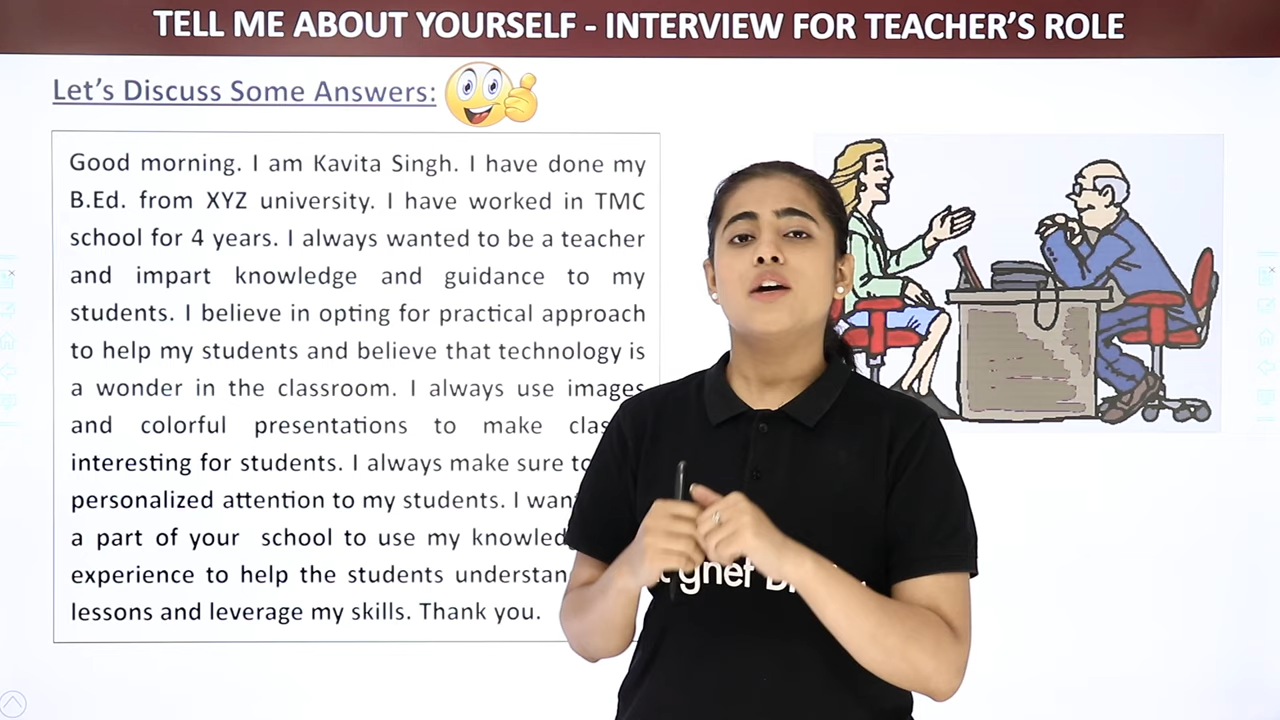 TELL ME ABOUT YOURSELF - INTERVIEW FOR TEACHER’S ROLE
Let’s Discuss Some Answers:
Good morning. I am Kavita Singh. I have done my
B.Ed. from XYZ university. I have worked in TMC
school for 4 years. I always wanted to be a teacher
and impart knowledge and guidance to my
students. I believe in opting for practical approach
to help my students and believe that technology is
a wonder in the classroom. I always use images
and colorful presentations to make
interesting for students. I always make sure to
personalized attention to my students. I
a part of your school to use my
experience to help the students
lessons and leverage my skills. Thank you.